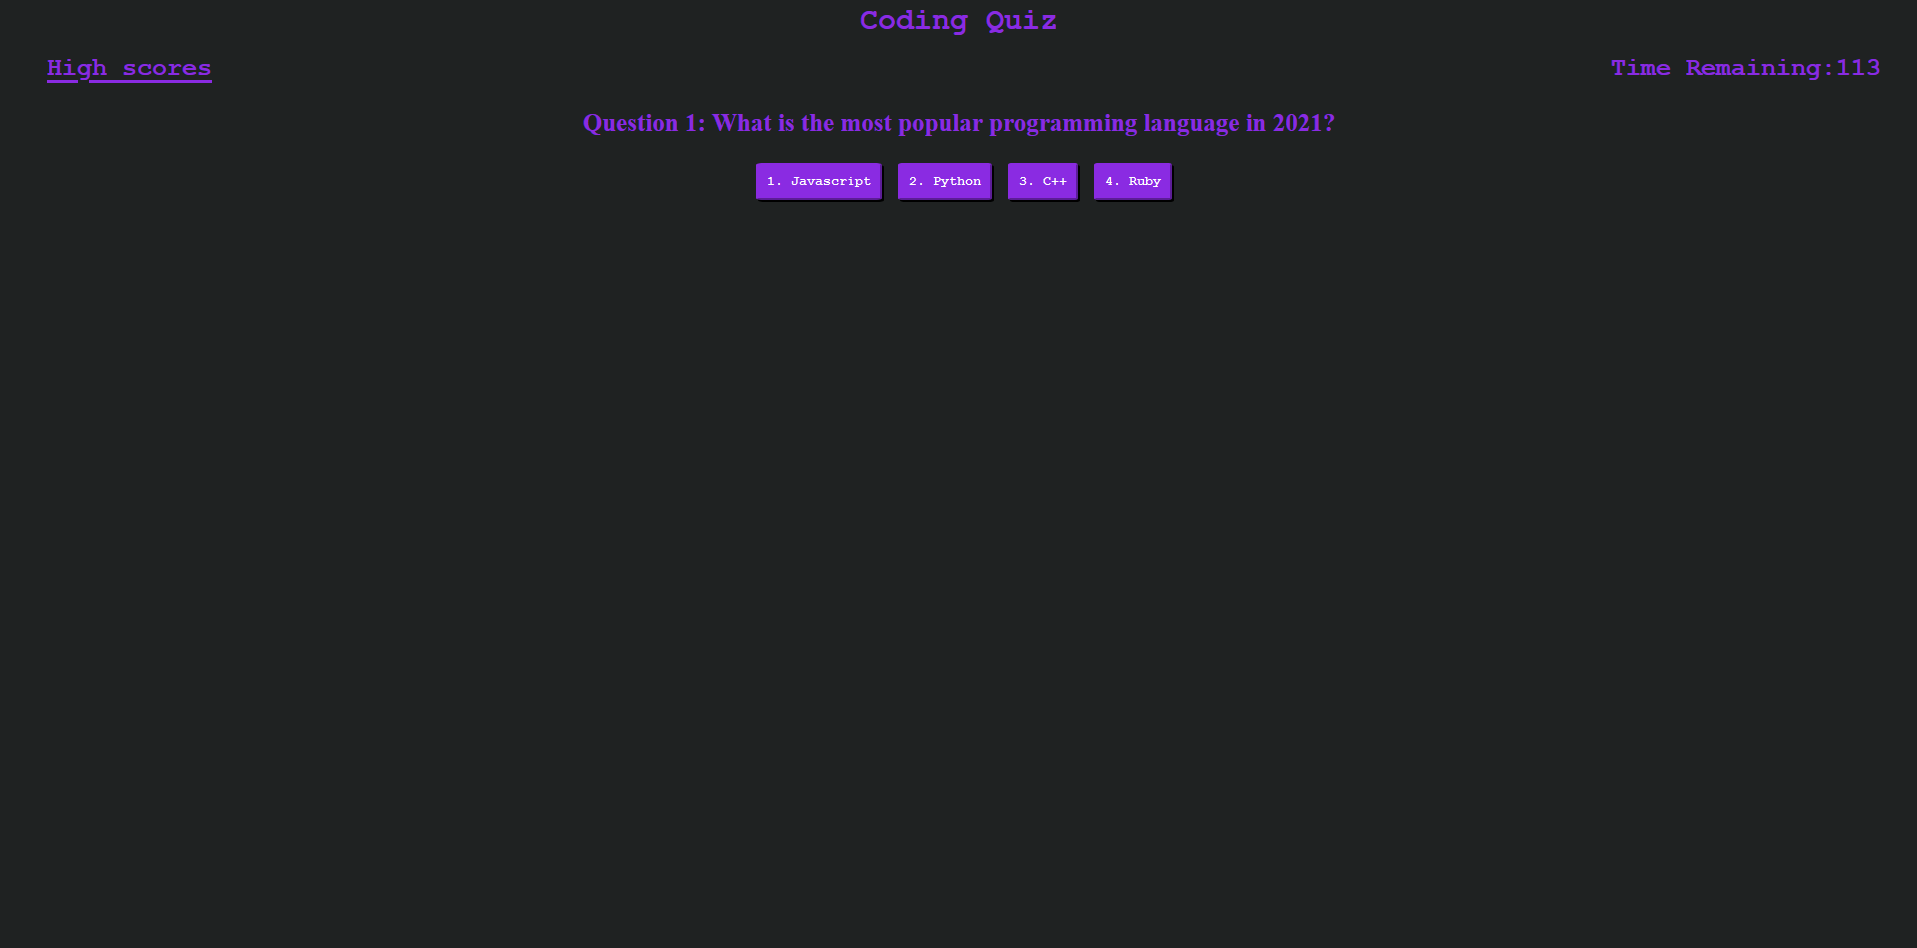 Coding Quiz
High scores
Time Remaining:113
Question 1: What is the most popular programming language in 2021?
1. Javascript
2. Python
3. C++
4. Ruby